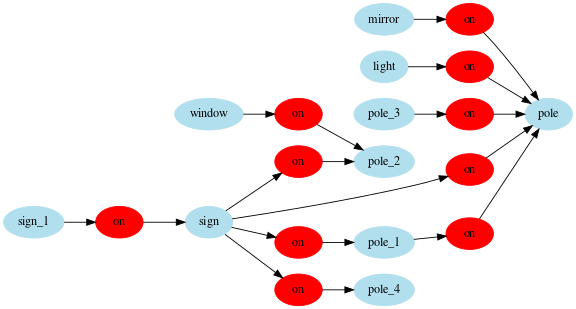 mirror on
light on
window on pole_3 on pole
on pole_2
on
sign_1 on sign
on pole_1 on
on pole_4